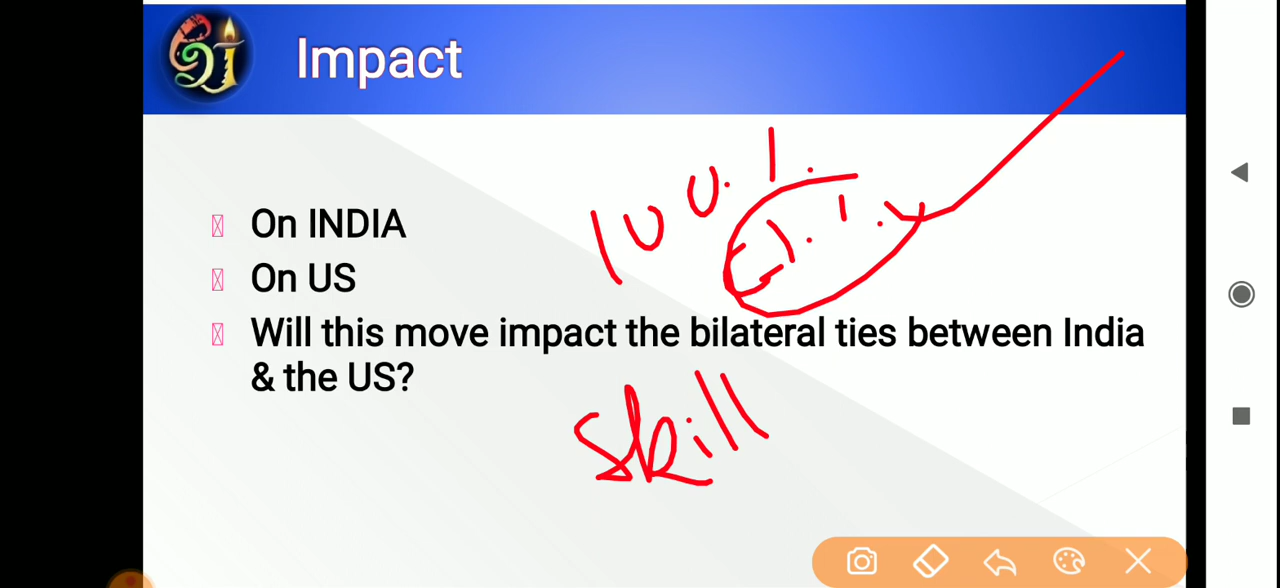 Impact
100%
On INDIA
On US
Will this move impact the bilateral ties between India
& the US?
skill